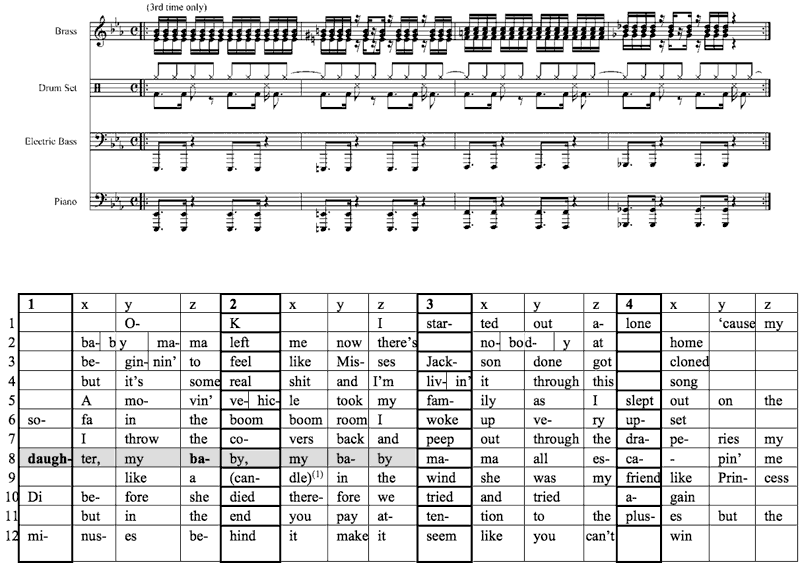 (3rd time only)
Brass
Drum Set
Electric Bass
Piano
1 x y z 2 x y z 3 x y z 4 x y z
1 O- K I star- ted out a- lone 'cause my
2 ba- b y ma- ma left me now there's no- bod- y at home
3 be- gin- nin' to feel like Mis- ses Jack- son done got cloned
4 but it's some real shit and I'm liv- in' it through this song
5 A mo- vin' ve- hic- le took my fam- ily as I slept out on the
6 so- fa in the boom boom room I woke up ve- ry up- set
7 I throw the co- vers back and peep out through the dra- pe- ries my
8 daugh- ter, my ba- by, my ba- by ma- ma all es- ca- - pin' me
9 like a (can- dle)(1) in the wind she was my friend like Prin- cess
10 Di be- fore she died there- fore we tried and tried a- gain
11 but in the end you pay at- ten- tion to the plus- es but the
12 mi- nus- es be- hind it make it seem like you can't win